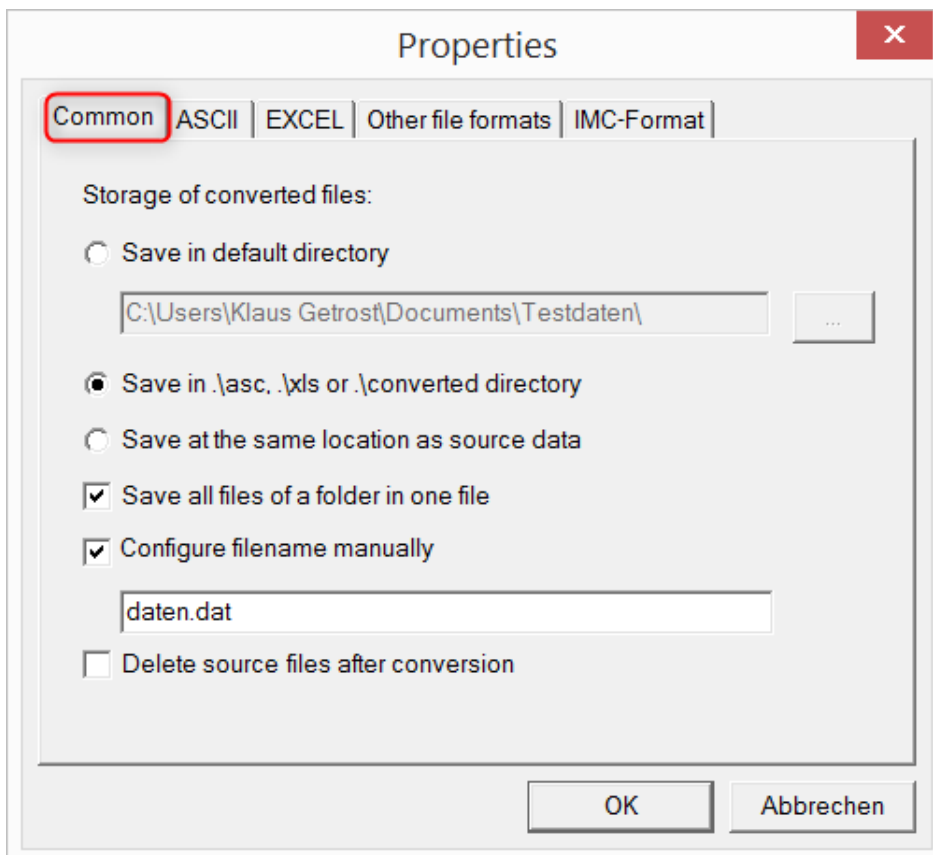 Properties
Common ASCII EXCEL Other file formats IMC-Format
Storage of converted files:
Save in default directory
C:\Users\Klaus Getrost\Documents\Testdaten\ ...
Save in .\asc, .\xls or .\converted directory
Save at the same location as source data
Save all files of a folder in one file
Configure filename manually
daten.dat
Delete source files after conversion
OK Abbrechen